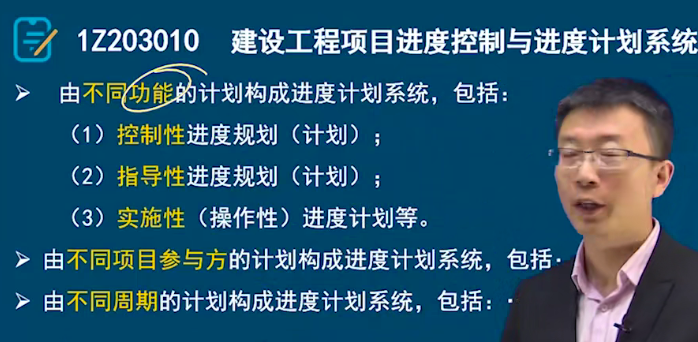 1Z203010 建设工程项目进度控制与进度计划系统
➢ 由不同功能的计划构成进度计划系统，包括：
（1）控制性进度规划（计划）；
（2）指导性进度规划（计划）；
（3）实施性（操作性）进度计划等。
➢ 由不同项目参与方的计划构成进度计划系统，包括·
➢ 由不同周期的计划构成进度计划系统，包括：·